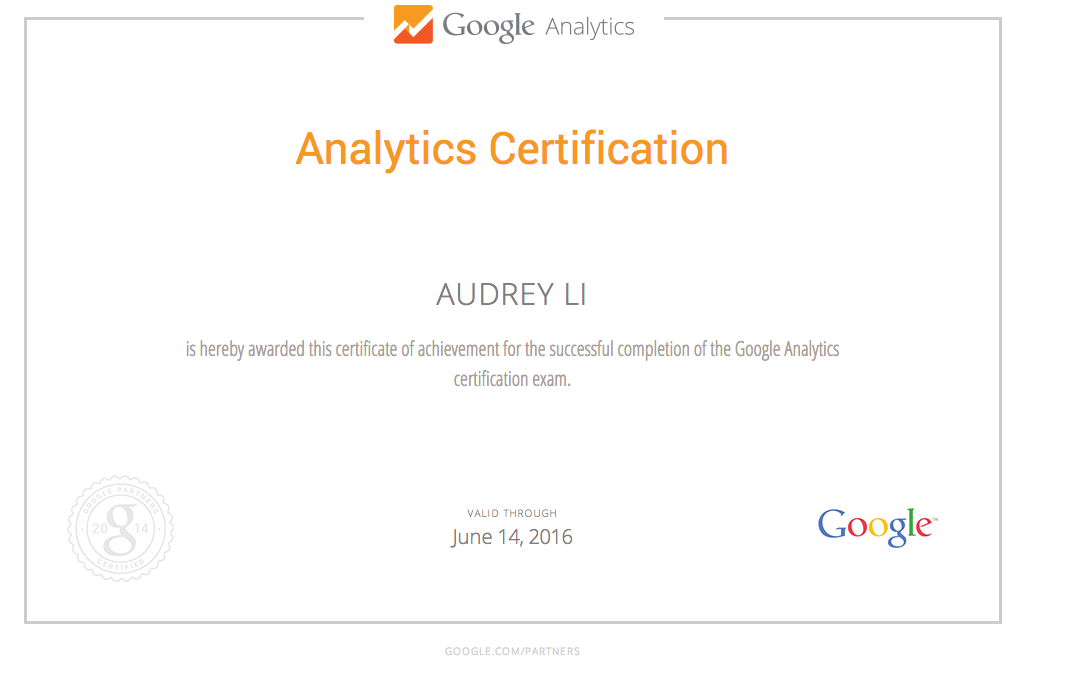 Google Analytics
Analytics Certification
AUDREY LI
is hereby awarded this certificate of achievement for the successful completion of the Google Analytics
certification exam.
GOOGLE PARTNERS
20 g 14
CERTIFIED
VALID THROUGH
June 14, 2016
Google™
GOOGLE.COM/PARTNERS